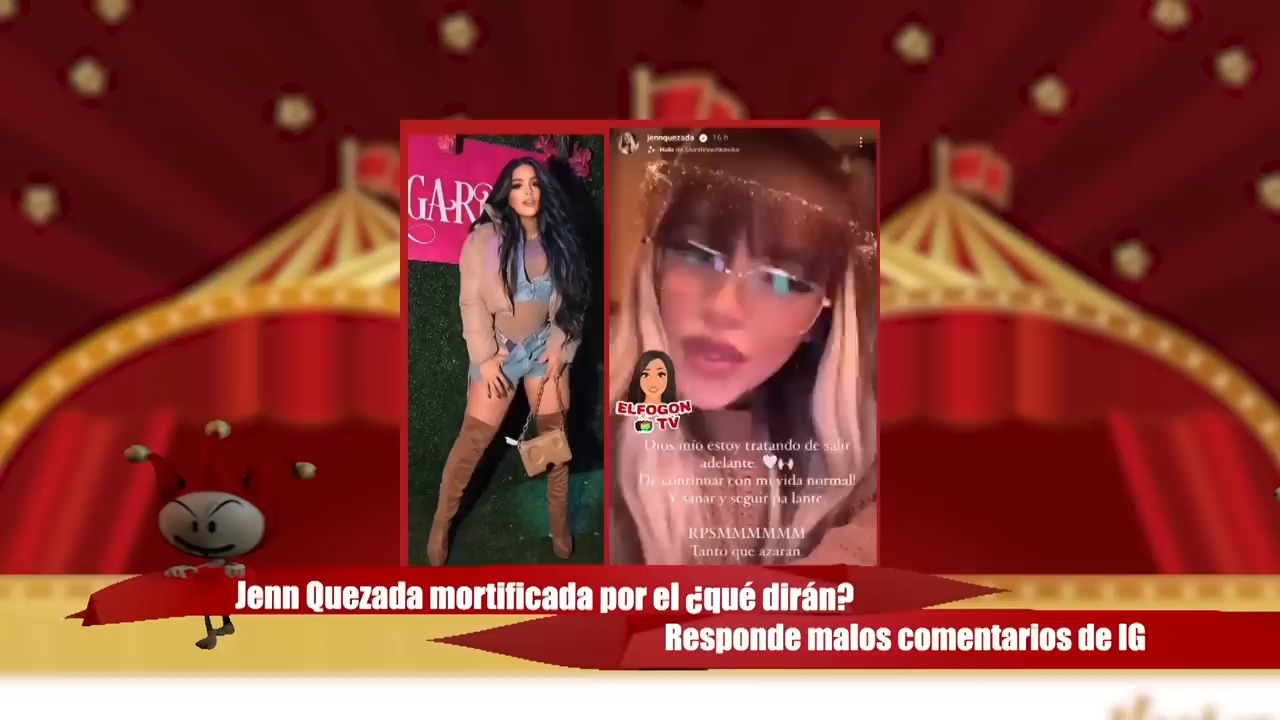 GAR
jennquezada 16 h
ELFOGON
TV
Dios mío estoy tratando de salir
adelante.
De continuar con mi vida normal!
Y sanar y seguir pa lante.
RPSMMMMMM
Tanto que azaran
Jenn Quezada mortificada por el ¿qué dirán?
Responde malos comentarios de IG